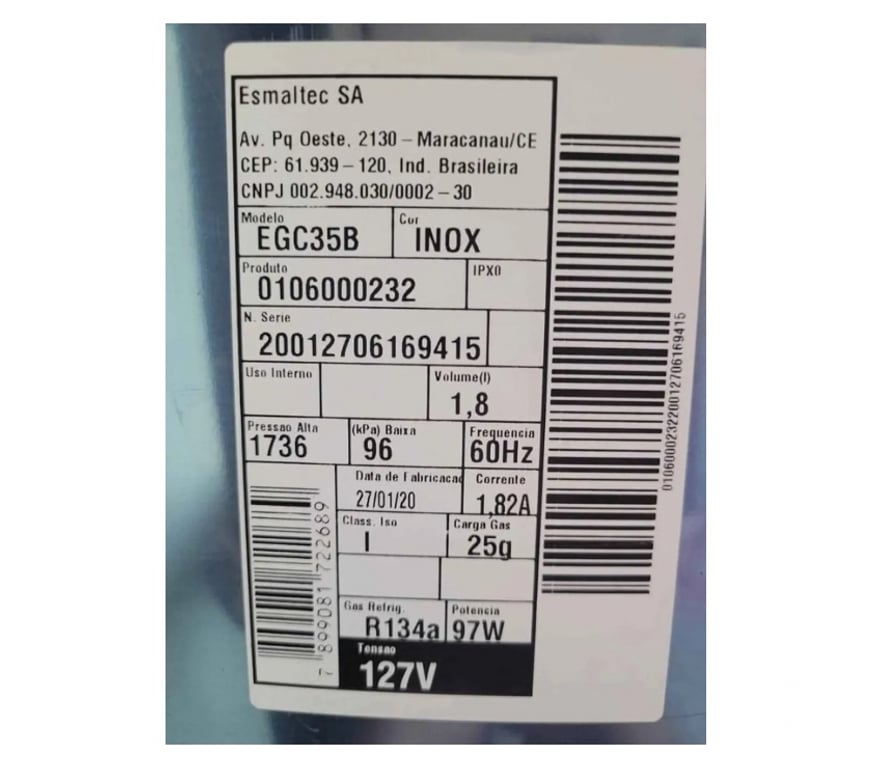 Esmaltec SA
Av. Pq Oeste, 2130 – Maracanau/CE
CEP: 61.939 – 120, Ind. Brasileira
CNPJ 002.948.030/0002 – 30
Modelo Cor
EGC35B INOX
Produto IPX0
0106000232
N. Serie
20012706169415
Uso Interno Volume(l)
1,8
Pressao Alta (kPa) Baixa Frequencia
1736 96 60Hz
Data de Fabricacao Corrente
27/01/20 1,82A
Class. Iso Carga Gas
I 25g
Gas Refrig. Potencia
R134a 97W
Tensao
127V
7 899081 722689
010600023220012706169415